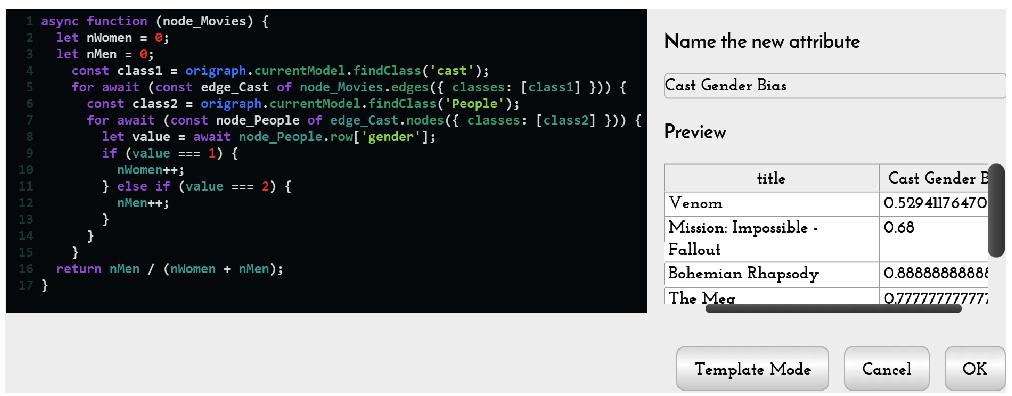 1 async function (node_Movies) {
2 let nWomen = 0;
3 let nMen = 0;
4 const class1 = origraph.currentModel.findClass('cast');
5 for await (const edge_Cast of node_Movies.edges({ classes: [class1] })) {
6 const class2 = origraph.currentModel.findClass('People');
7 for await (const node_People of edge_Cast.nodes({ classes: [class2] })) {
8 let value = await node_People.row['gender'];
9 if (value === 1) {
10 nWomen++;
11 } else if (value === 2) {
12 nMen++;
13 }
14 }
15 }
16 return nMen / (nWomen + nMen);
17 }
Name the new attribute
Cast Gender Bias
Preview
title Cast Gender B
Venom 0.52941176470
Mission: Impossible - 0.68
Fallout
Bohemian Rhapsody 0.88888888888
The Meg 0.77777777777
Template Mode Cancel OK